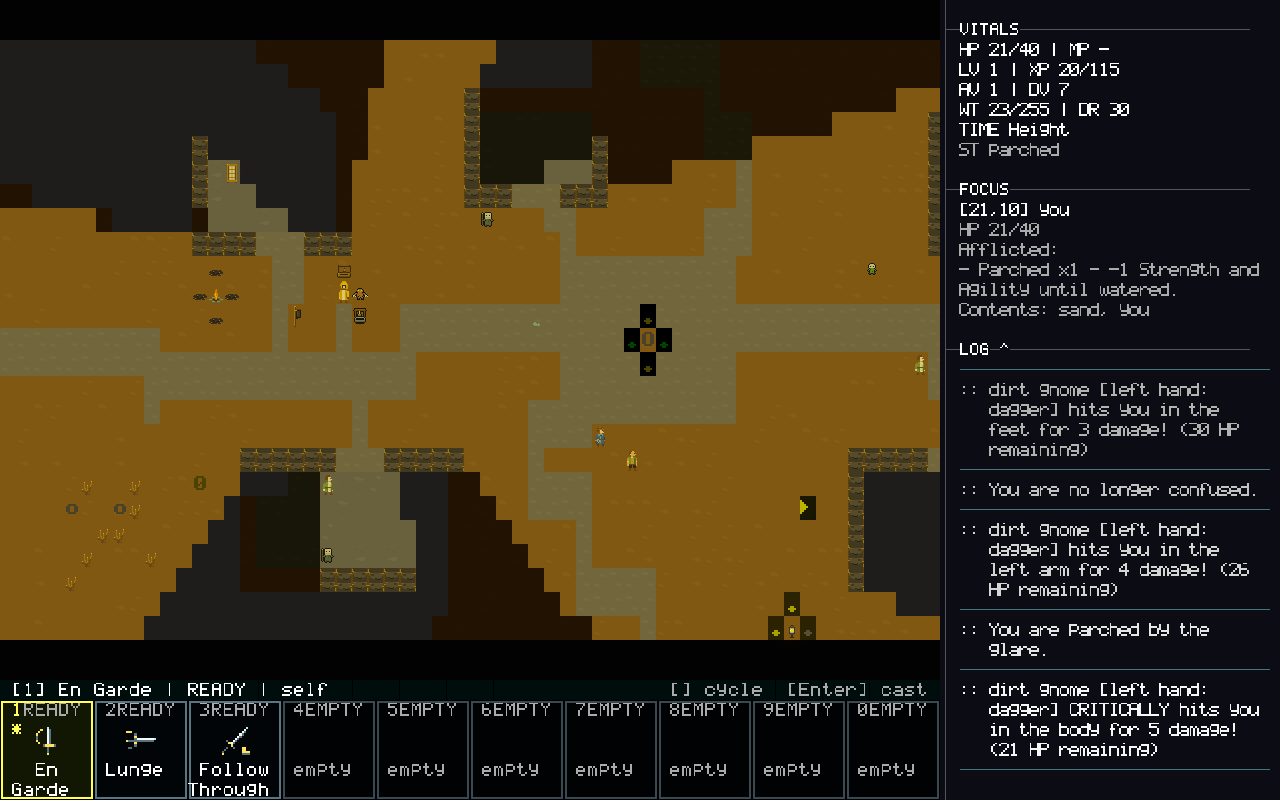 VITALS
HP 21/40 | MP -
LV 1 | XP 20/115
AV 1 | DV 7
WT 23/255 | DR 30
TIME Height
ST Parched
FOCUS
[21,10] You
HP 21/40
Afflicted:
- Parched x1 - -1 Strength and
Agility until watered.
Contents: sand, You
LOG ^
:: dirt gnome [left hand:
dagger] hits you in the
feet for 3 damage! (30 HP
remaining)
:: You are no longer confused.
:: dirt gnome [left hand:
dagger] hits you in the
left arm for 4 damage! (26
HP remaining)
:: You are Parched by the
glare.
:: dirt gnome [left hand:
dagger] CRITICALLY hits you
in the body for 5 damage!
(21 HP remaining)
[1] En Garde | READY | self
[] cycle [Enter] cast
1READY 2READY 3READY 4EMPTY 5EMPTY 6EMPTY 7EMPTY 8EMPTY 9EMPTY 0EMPTY
*
En Garde
Lunge
Follow Through
empty
empty
empty
empty
empty
empty
empty